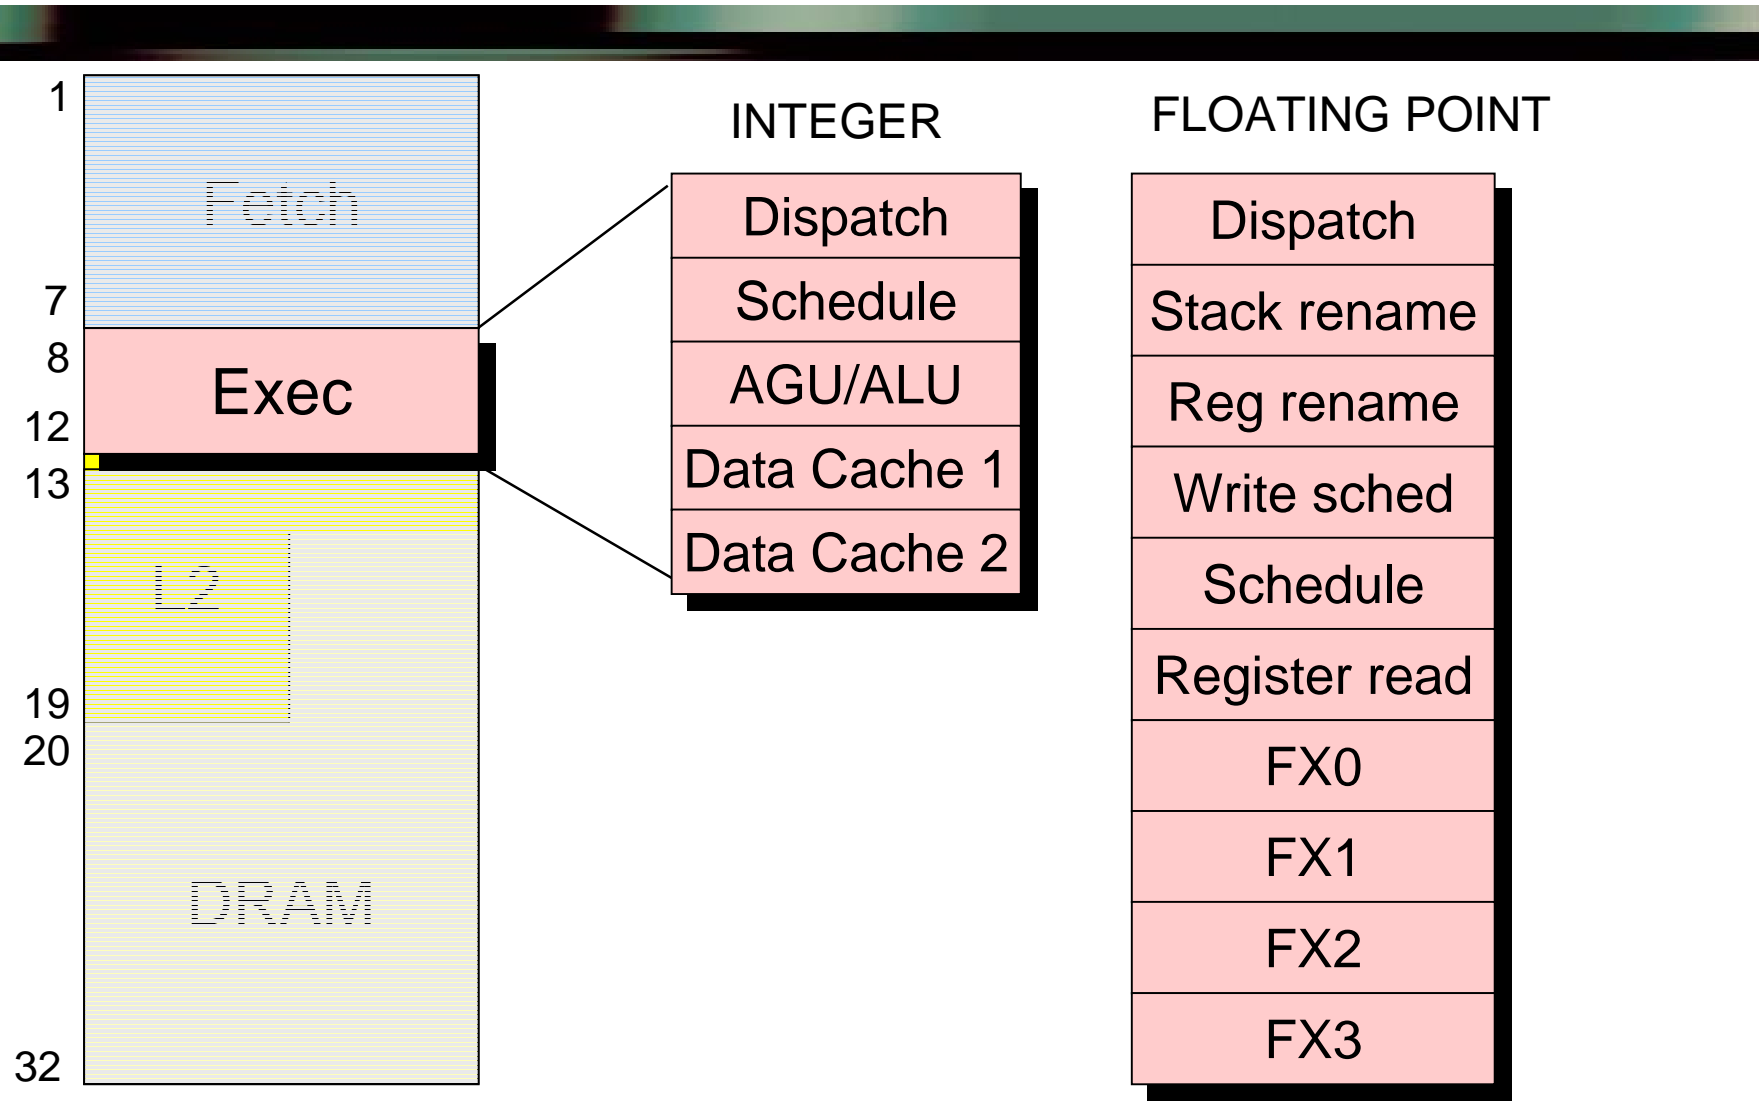 1
Fetch
7
8
Exec
12
13
L2
19
20
DRAM
32
INTEGER
Dispatch
Schedule
AGU/ALU
Data Cache 1
Data Cache 2
FLOATING POINT
Dispatch
Stack rename
Reg rename
Write sched
Schedule
Register read
FX0
FX1
FX2
FX3